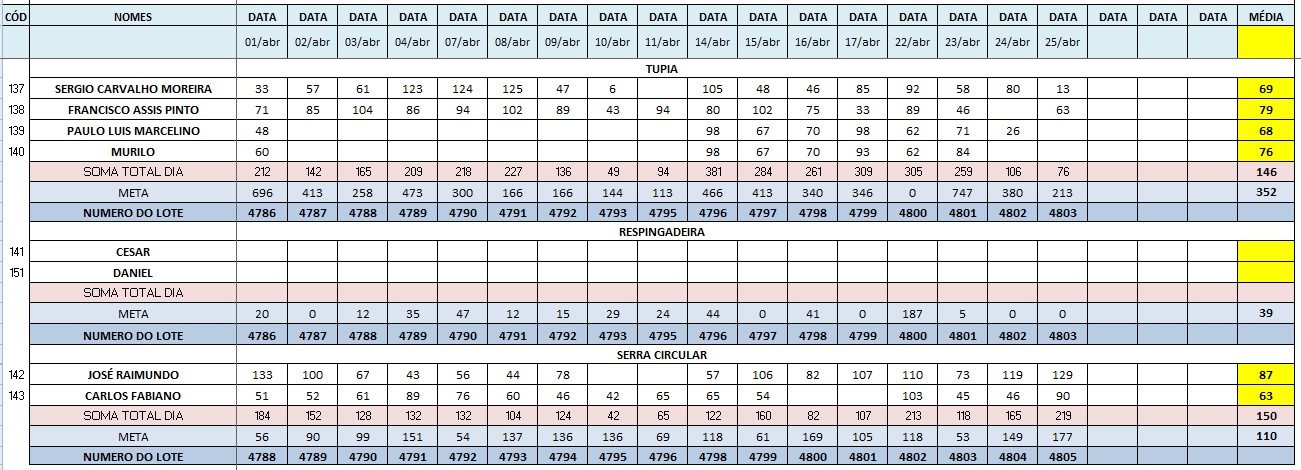 CÓD NOMES DATA DATA DATA DATA DATA DATA DATA DATA DATA DATA DATA DATA DATA DATA DATA DATA DATA DATA DATA DATA MÉDIA
01/abr 02/abr 03/abr 04/abr 07/abr 08/abr 09/abr 10/abr 11/abr 14/abr 15/abr 16/abr 17/abr 22/abr 23/abr 24/abr 25/abr
TUPIA
137 SERGIO CARVALHO MOREIRA 33 57 61 123 124 125 47 6 105 48 46 85 92 58 80 13 69
138 FRANCISCO ASSIS PINTO 71 85 104 86 94 102 89 43 94 80 102 75 33 89 46 63 79
139 PAULO LUIS MARCELINO 48 98 67 70 98 62 71 26 68
140 MURILO 60 98 67 70 93 62 84 76
SOMA TOTAL DIA 212 142 165 209 218 227 136 49 94 381 284 261 309 305 259 106 76 146
META 696 413 258 473 300 166 166 144 113 466 413 340 346 0 747 380 213 352
NUMERO DO LOTE 4786 4787 4788 4789 4790 4791 4792 4793 4795 4796 4797 4798 4799 4800 4801 4802 4803
RESPINGADEIRA
141 CESAR
151 DANIEL
SOMA TOTAL DIA
META 20 0 12 35 47 12 15 29 24 44 0 41 0 187 5 0 0 39
NUMERO DO LOTE 4786 4787 4788 4789 4790 4791 4792 4793 4795 4796 4797 4798 4799 4800 4801 4802 4803
SERRA CIRCULAR
142 JOSÉ RAIMUNDO 133 100 67 43 56 44 78 57 106 82 107 110 73 119 129 87
143 CARLOS FABIANO 51 52 61 89 76 60 46 42 65 65 54 103 45 46 90 63
SOMA TOTAL DIA 184 152 128 132 132 104 124 42 65 122 160 82 107 213 118 165 219 150
META 56 90 99 151 54 137 136 136 69 118 61 169 105 118 53 149 177 110
NUMERO DO LOTE 4788 4789 4790 4791 4792 4793 4794 4795 4796 4798 4799 4800 4801 4802 4803 4804 4805